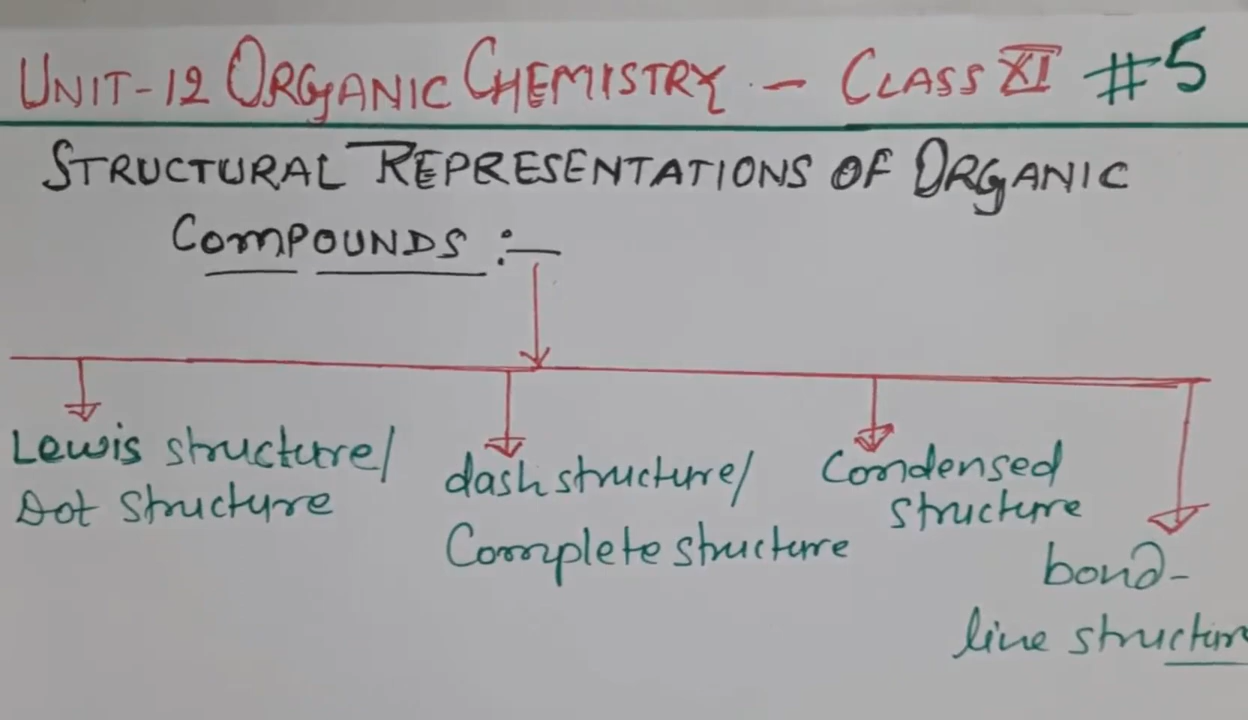 UNIT-12 ORGANIC CHEMISTRY - CLASS XI #5
STRUCTURAL REPRESENTATIONS OF ORGANIC
COMPOUNDS :-
Lewis structure/
Dot structure
dash structure/
Complete structure
Condensed
structure
bond-
line structure